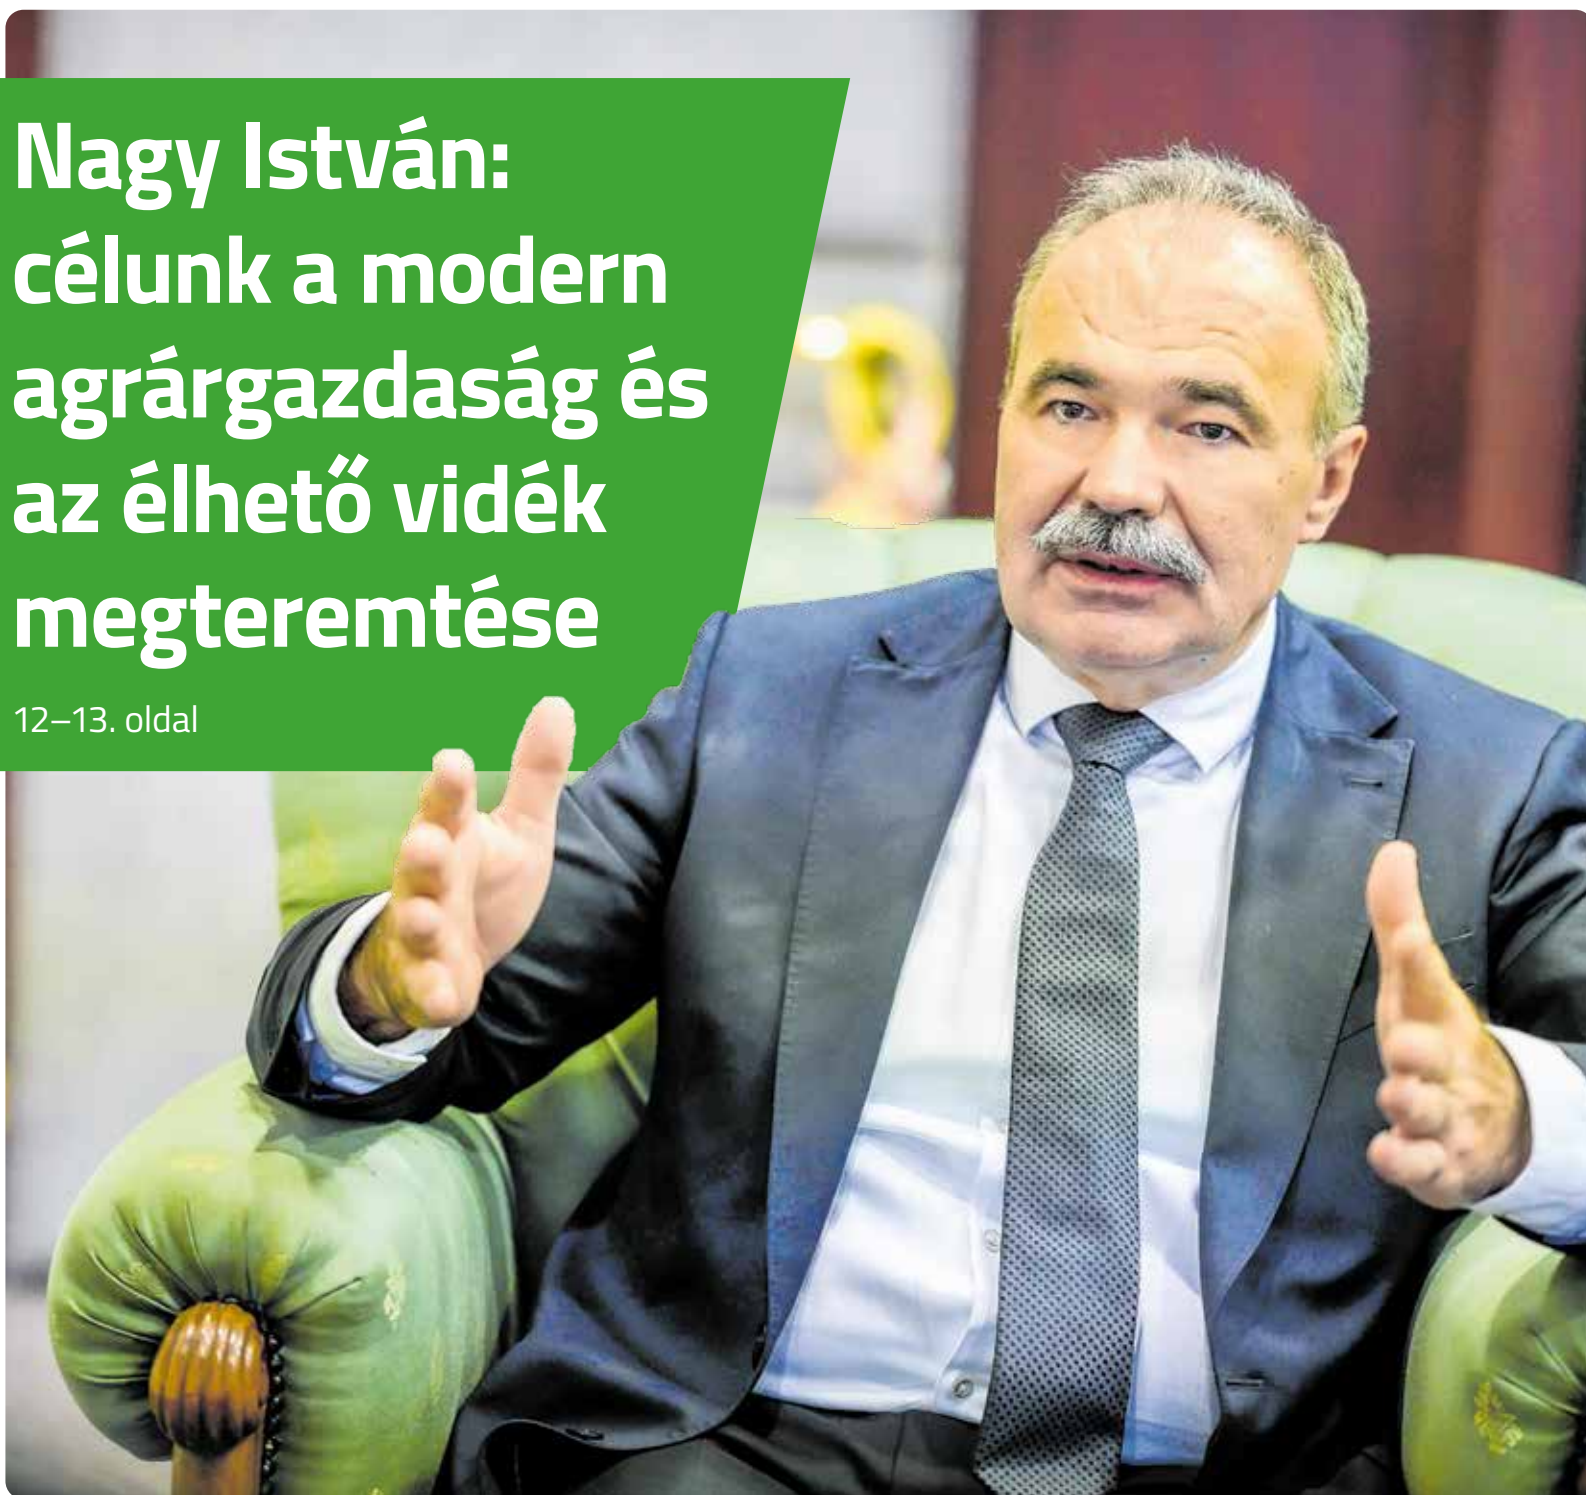 Nagy István:
célunk a modern
agrárgazdaság és
az élhető vidék
megteremtése
12–13. oldal